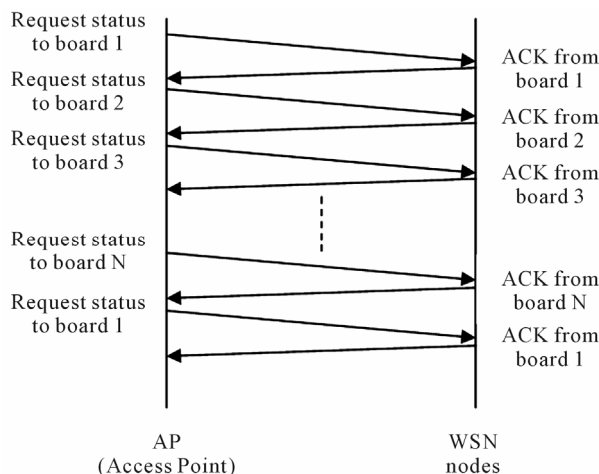 Request status
to board 1
ACK from
board 1
Request status
to board 2
ACK from
board 2
Request status
to board 3
ACK from
board 3
Request status
to board N
ACK from
board N
Request status
to board 1
ACK from
board 1
AP
(Access Point)
WSN
nodes